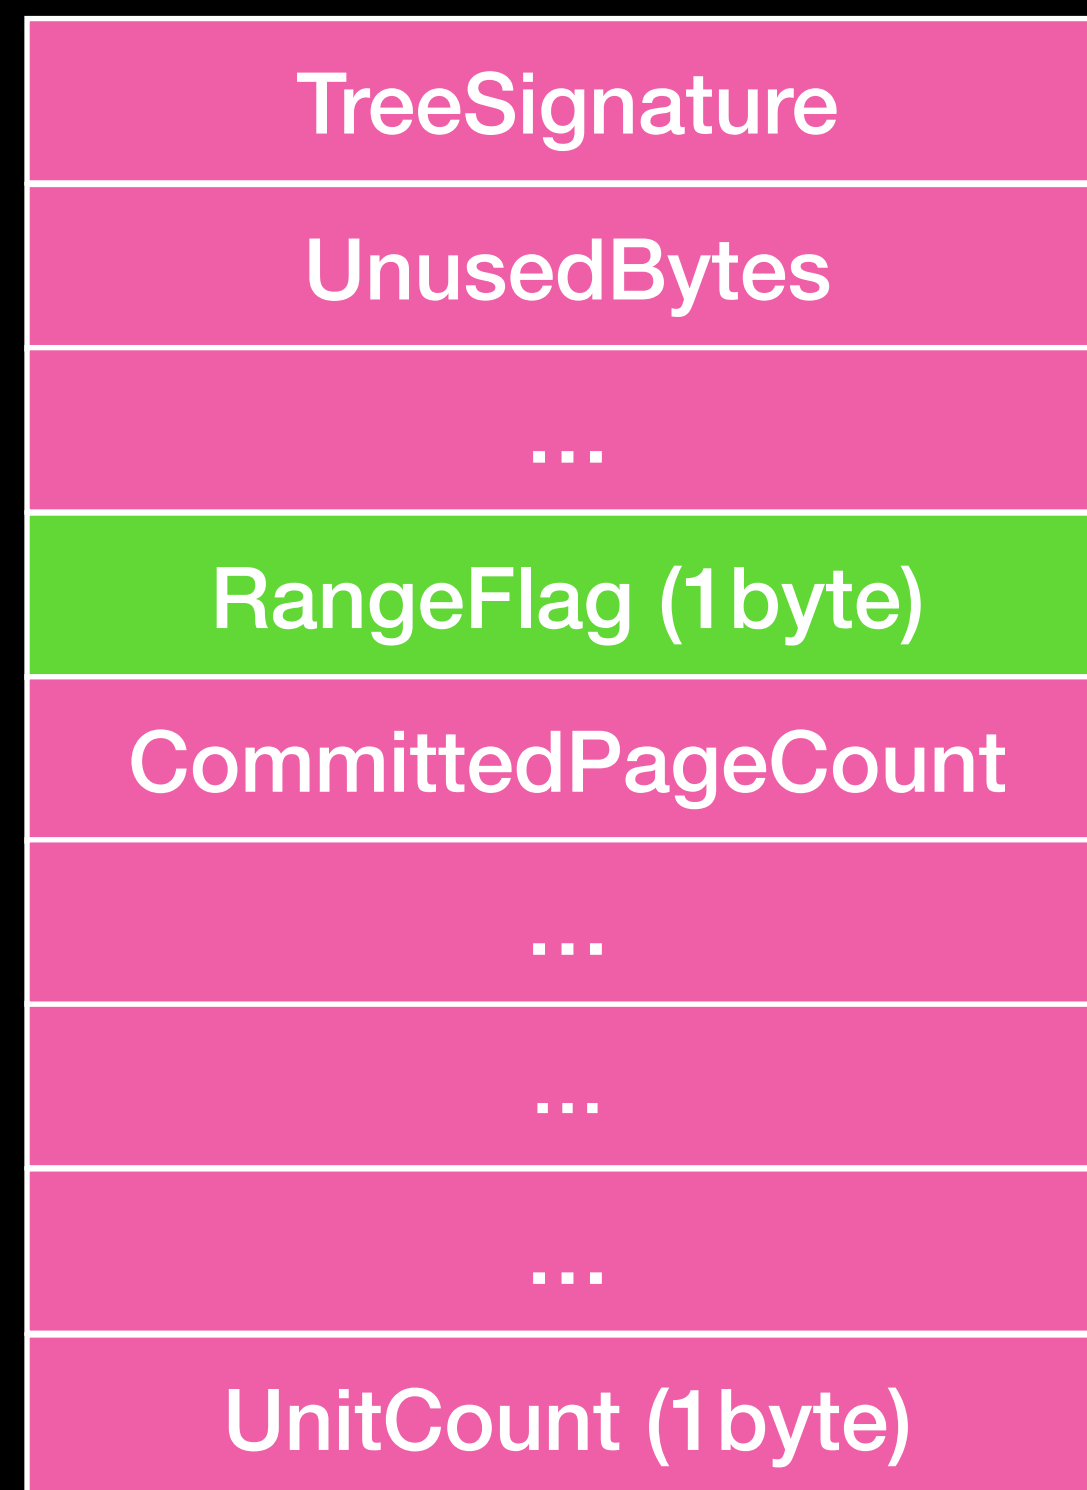 TreeSignature
UnusedBytes
...
RangeFlag (1byte)
CommittedPageCount
...
...
...
UnitCount (1byte)